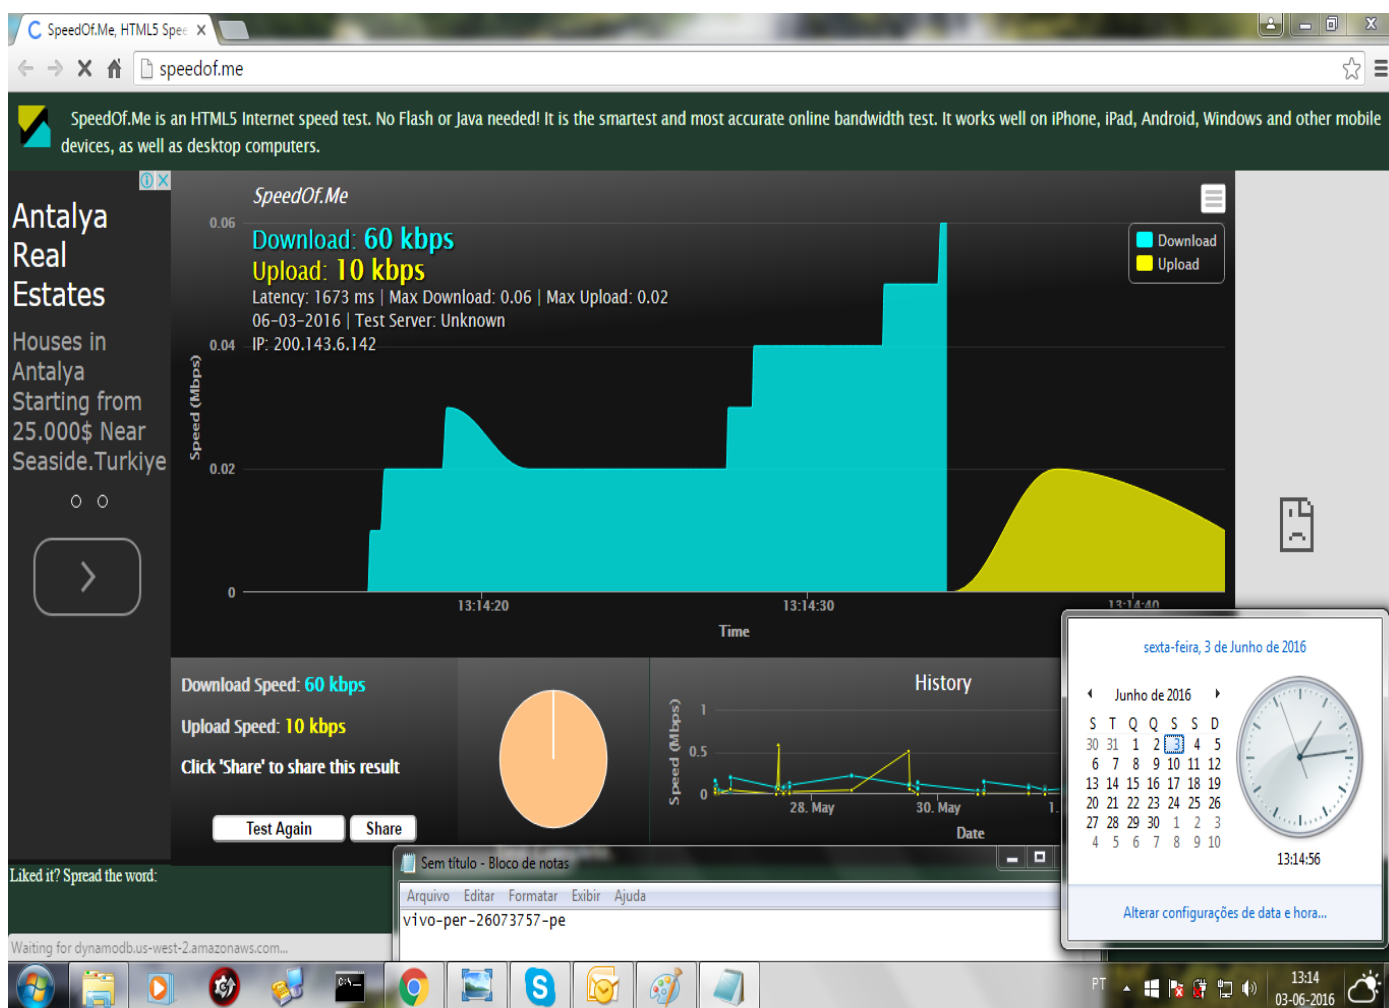 SpeedOf.Me, HTML5 Spee
speedof.me
SpeedOf.Me is an HTML5 Internet speed test. No Flash or Java needed! It is the smartest and most accurate online bandwidth test. It works well on iPhone, iPad, Android, Windows and other mobile
devices, as well as desktop computers.
Antalya
Real
Estates
Houses in
Antalya
Starting from
25.000$ Near
Seaside.Turkiye
SpeedOf.Me
Download: 60 kbps
Upload: 10 kbps
Latency: 1673 ms | Max Download: 0.06 | Max Upload: 0.02
06-03-2016 | Test Server: Unknown
IP: 200.143.6.142
Download
Upload
0.06
0.04
0.02
0
Speed (Mbps)
13:14:20
13:14:30
13:14:40
Time
Download Speed: 60 kbps
Upload Speed: 10 kbps
Click 'Share' to share this result
Test Again
Share
History
Speed (Mbps)
1
0.5
0
28. May
30. May
1.
Date
Liked it? Spread the word:
Waiting for dynamodb.us-west-2.amazonaws.com...
Sem título - Bloco de notas
Arquivo Editar Formatar Exibir Ajuda
vivo-per-26073757-pe
sexta-feira, 3 de Junho de 2016
Junho de 2016
S T Q Q S S D
30 31 1 2 3 4 5
6 7 8 9 10 11 12
13 14 15 16 17 18 19
20 21 22 23 24 25 26
27 28 29 30 1 2 3
4 5 6 7 8 9 10
13:14:56
Alterar configurações de data e hora...
C:\_
PT
13:14
03-06-2016